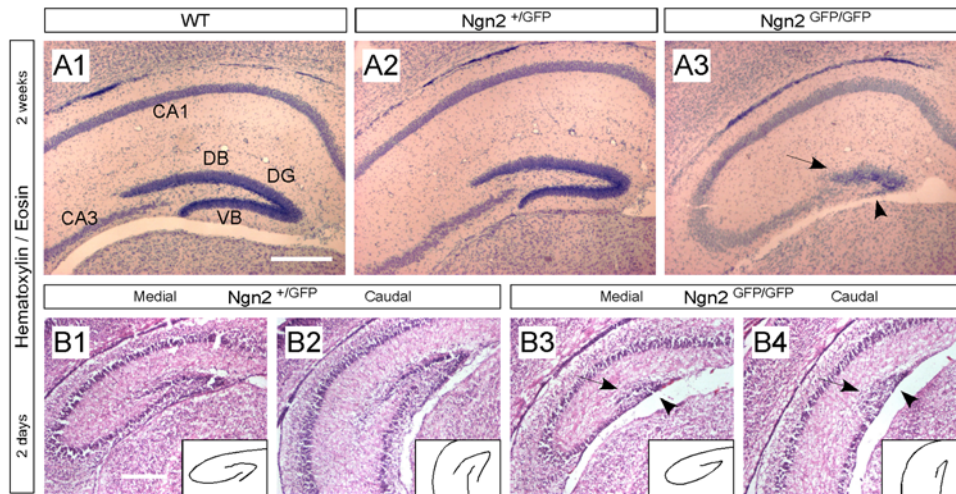 WT
Ngn2 +/GFP
Ngn2 GFP/GFP
Hematoxylin / Eosin
2 weeks
A1
CA1
DB
DG
CA3
VB
A2
A3
Medial Ngn2 +/GFP Caudal
Medial Ngn2 GFP/GFP Caudal
2 days
B1
B2
B3
B4